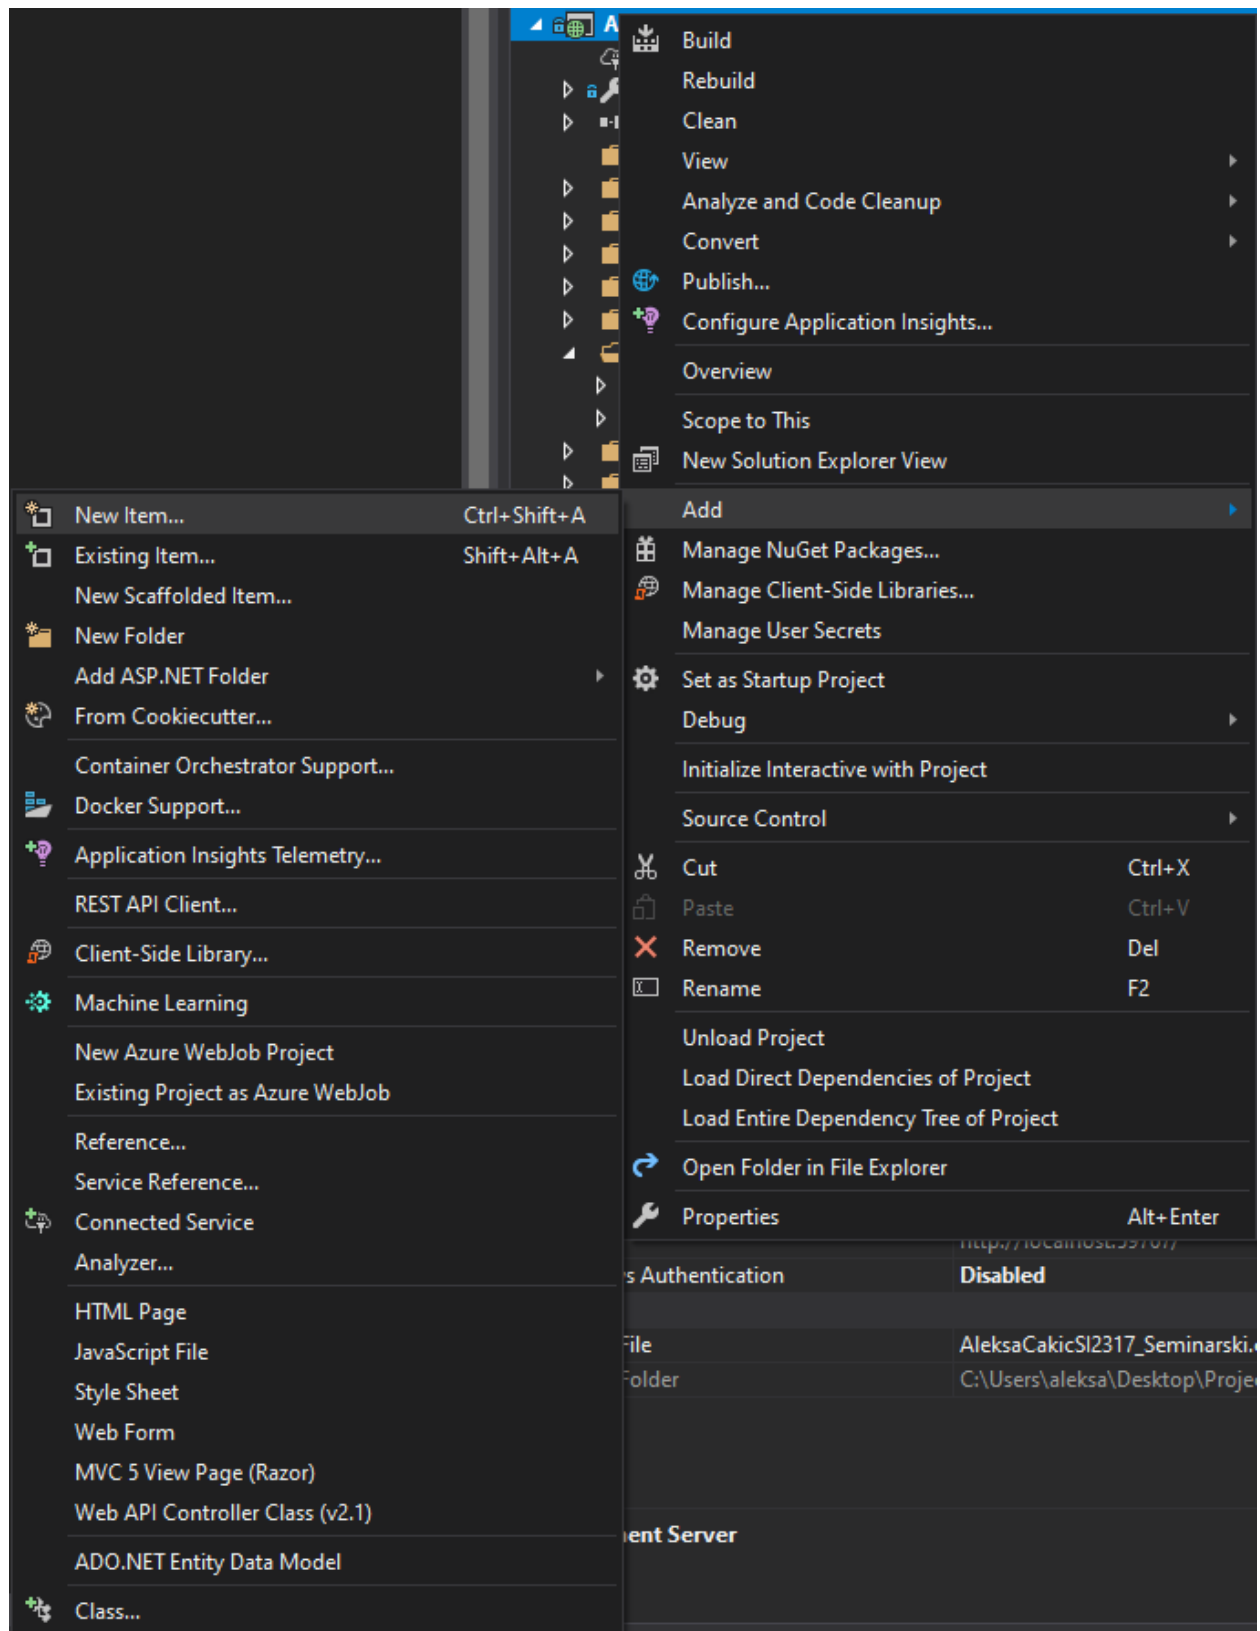 A
Build
Rebuild
Clean
View
Analyze and Code Cleanup
Convert
Publish...
Configure Application Insights...
Overview
Scope to This
New Solution Explorer View
Add
Manage NuGet Packages...
Manage Client-Side Libraries...
Manage User Secrets
Set as Startup Project
Debug
Initialize Interactive with Project
Source Control
Cut Ctrl+X
Paste Ctrl+V
Remove Del
Rename F2
Unload Project
Load Direct Dependencies of Project
Load Entire Dependency Tree of Project
Open Folder in File Explorer
Properties Alt+Enter
New Item... Ctrl+Shift+A
Existing Item... Shift+Alt+A
New Scaffolded Item...
New Folder
Add ASP.NET Folder
From Cookiecutter...
Container Orchestrator Support...
Docker Support...
Application Insights Telemetry...
REST API Client...
Client-Side Library...
Machine Learning
New Azure WebJob Project
Existing Project as Azure WebJob
Reference...
Service Reference...
Connected Service
Analyzer...
HTML Page
JavaScript File
Style Sheet
Web Form
MVC 5 View Page (Razor)
Web API Controller Class (v2.1)
ADO.NET Entity Data Model
Class...
s Authentication Disabled
File AleksaCakicSI2317_Seminarski.
Folder C:\Users\aleksa\Desktop\Proje
ent Server